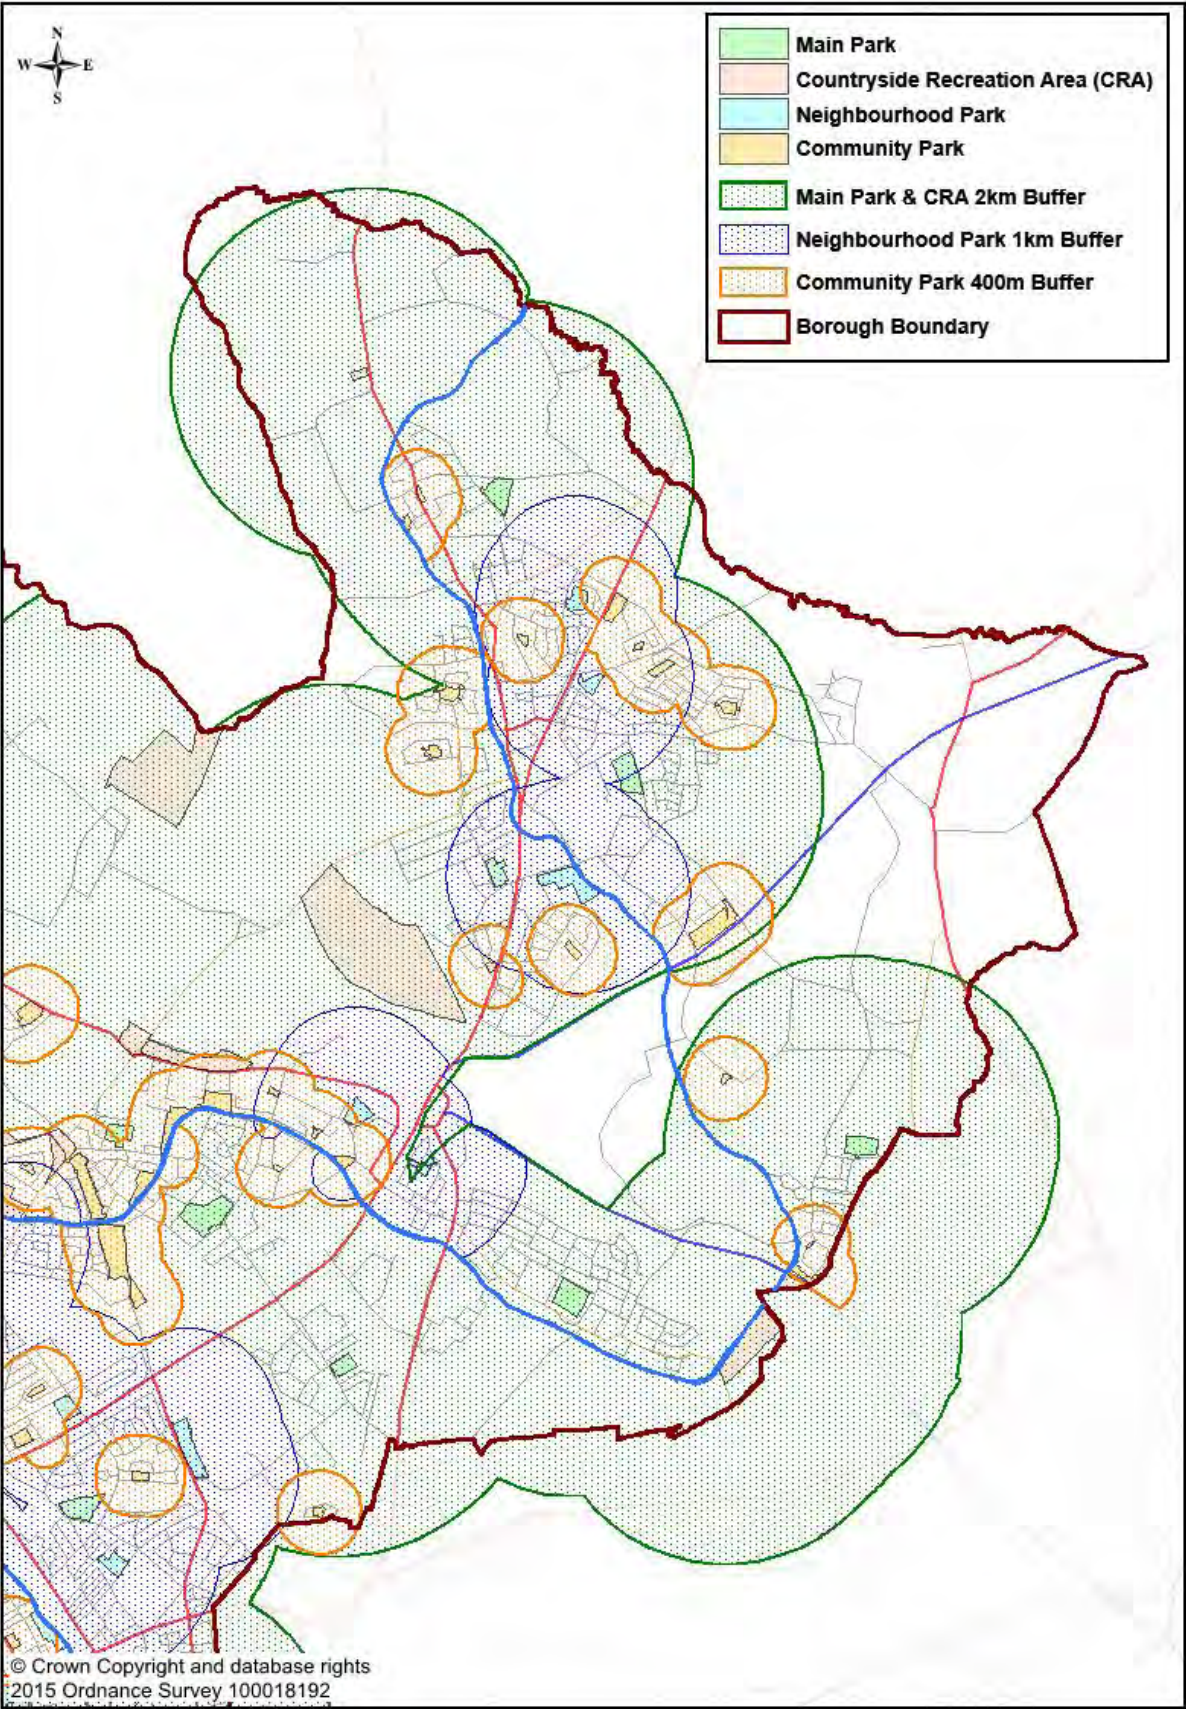 N
W E
S
Main Park
Countryside Recreation Area (CRA)
Neighbourhood Park
Community Park
Main Park & CRA 2km Buffer
Neighbourhood Park 1km Buffer
Community Park 400m Buffer
Borough Boundary
© Crown Copyright and database rights
2015 Ordnance Survey 100018192